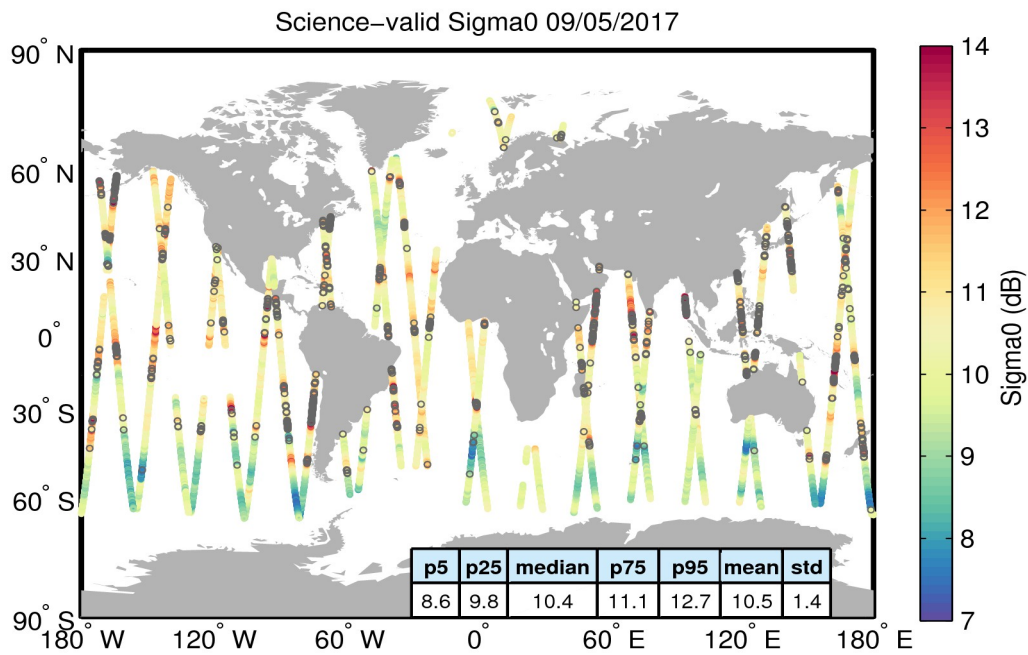 Science−valid Sigma0 09/05/2017
90° N
60° N
30° N
0°
30° S
60° S
90° S
180° W
120° W
60° W
0°
60° E
120° E
180° E
p5 p25 median p75 p95 mean std
8.6 9.8 10.4 11.1 12.7 10.5 1.4
14
13
12
11
10
9
8
7
Sigma0 (dB)